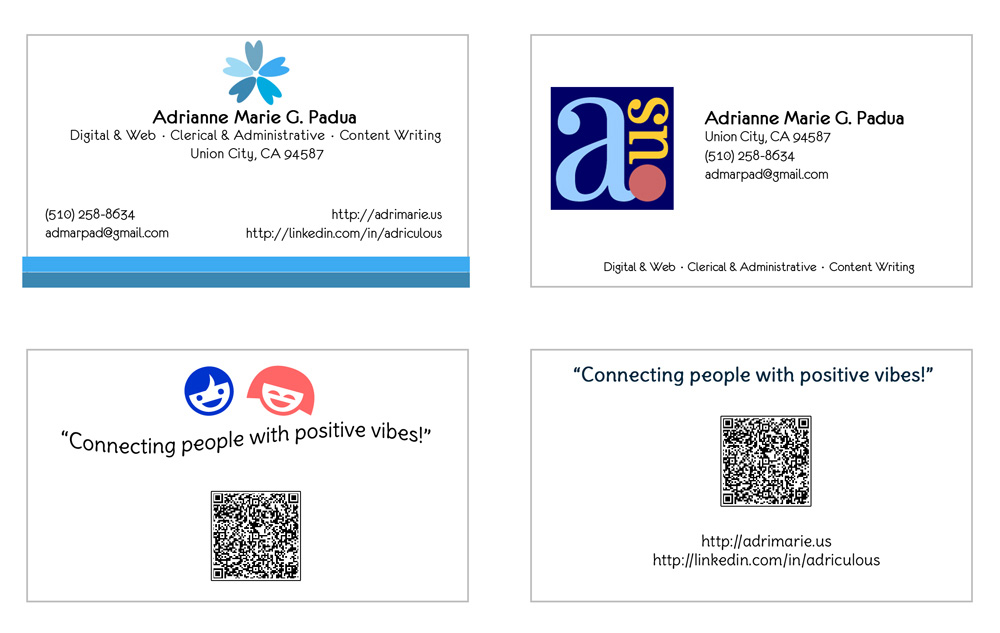 Adrianne Marie G. Padua
Digital & Web · Clerical & Administrative · Content Writing
Union City, CA 94587
(510) 258-8634
http://adrimarie.us
admarpad@gmail.com
http://linkedin.com/in/adriculous
a
sn
Adrianne Marie G. Padua
Union City, CA 94587
(510) 258-8634
admarpad@gmail.com
Digital & Web · Clerical & Administrative · Content Writing
“Connecting people with positive vibes!”
“Connecting people with positive vibes!”
http://adrimarie.us
http://linkedin.com/in/adriculous